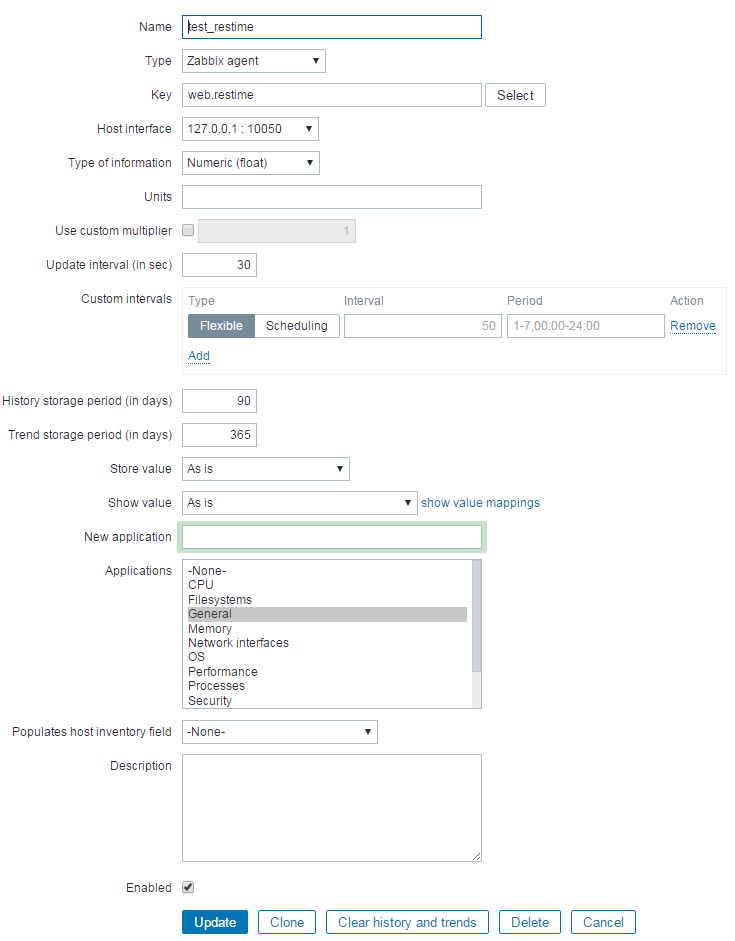 Name test_restime
Type Zabbix agent
Key web.restime Select
Host interface 127.0.0.1 : 10050
Type of information Numeric (float)
Units
Use custom multiplier 1
Update interval (in sec) 30
Custom intervals Type Interval Period Action
Flexible Scheduling 50 1-7,00:00-24:00 Remove
Add
History storage period (in days) 90
Trend storage period (in days) 365
Store value As is
Show value As is show value mappings
New application
Applications -None-
CPU
Filesystems
General
Memory
Network interfaces
OS
Performance
Processes
Security
Populates host inventory field -None-
Description
Enabled
Update Clone Clear history and trends Delete Cancel